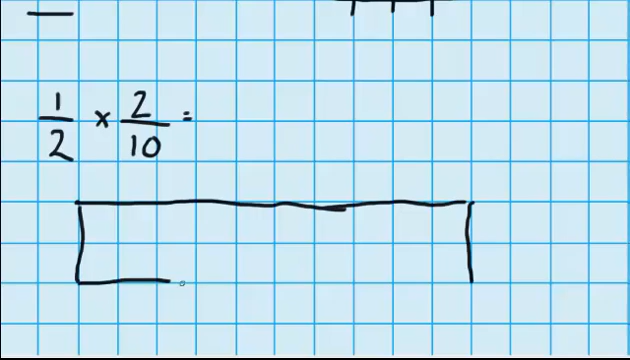 1/2 × 2/10 =